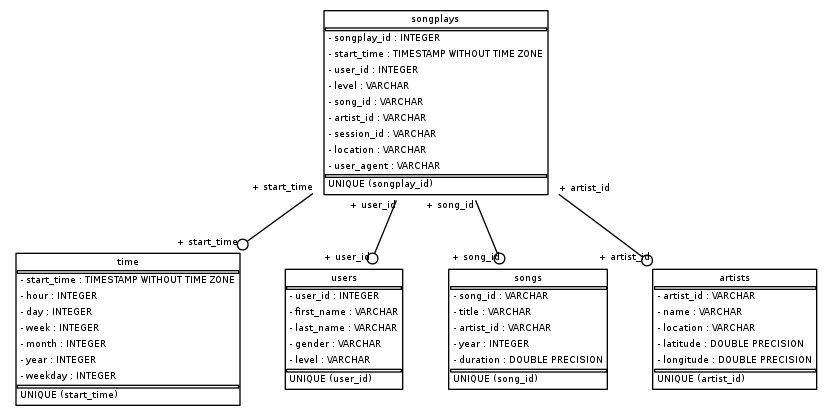 songplays
- songplay_id : INTEGER
- start_time : TIMESTAMP WITHOUT TIME ZONE
- user_id : INTEGER
- level : VARCHAR
- song_id : VARCHAR
- artist_id : VARCHAR
- session_id : VARCHAR
- location : VARCHAR
- user_agent : VARCHAR
UNIQUE (songplay_id)
+ start_time
+ user_id
+ song_id
+ artist_id
+ start_time
+ user_id
+ song_id
+ artist_id
time
- start_time : TIMESTAMP WITHOUT TIME ZONE
- hour : INTEGER
- day : INTEGER
- week : INTEGER
- month : INTEGER
- year : INTEGER
- weekday : INTEGER
UNIQUE (start_time)
users
- user_id : INTEGER
- first_name : VARCHAR
- last_name : VARCHAR
- gender : VARCHAR
- level : VARCHAR
UNIQUE (user_id)
songs
- song_id : VARCHAR
- title : VARCHAR
- artist_id : VARCHAR
- year : INTEGER
- duration : DOUBLE PRECISION
UNIQUE (song_id)
artists
- artist_id : VARCHAR
- name : VARCHAR
- location : VARCHAR
- latitude : DOUBLE PRECISION
- longitude : DOUBLE PRECISION
UNIQUE (artist_id)